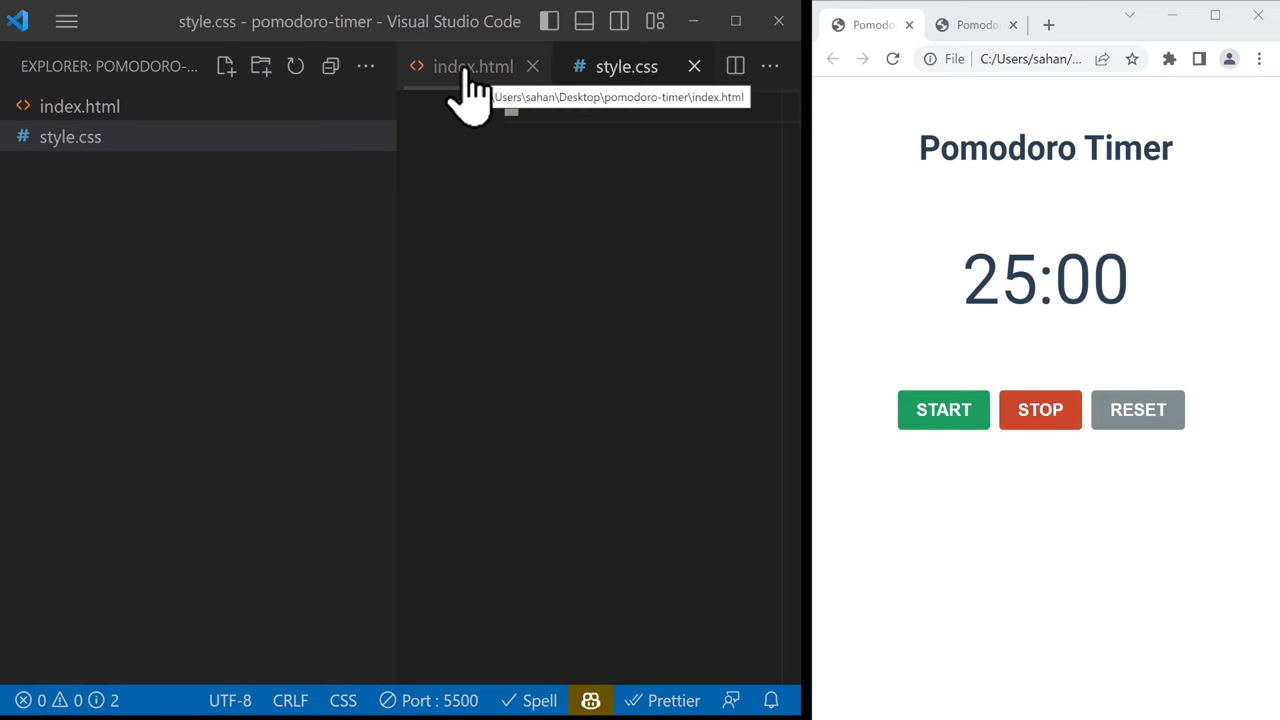 style.css - pomodoro-timer - Visual Studio Code
EXPLORER: POMODORO-...
index.html
style.css
index.html
style.css
\Users\sahan\Desktop\pomodoro-timer\index.html
0 0 2
UTF-8
CRLF
CSS
Port : 5500
Spell
Prettier
Pomodo
Pomodo
File
C:/Users/sahan/...
Pomodoro Timer
25:00
START
STOP
RESET